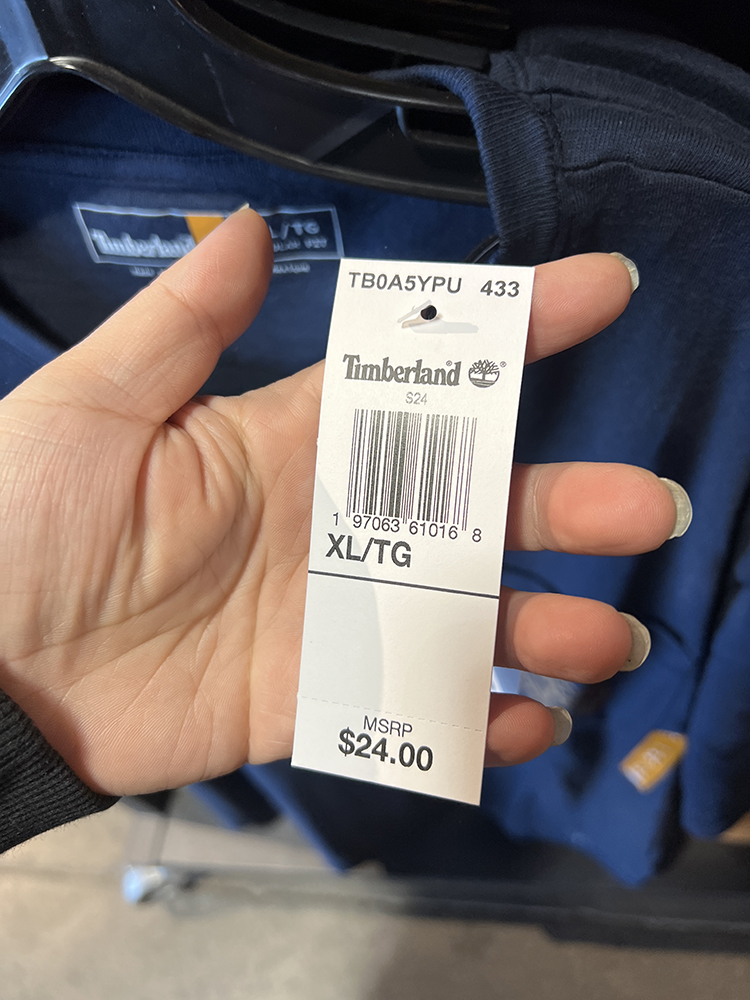 TB0A5YPU 433
Timberland®
S24
1 97063 61016 8
XL/TG
MSRP
$24.00
Timberland
XL/TG